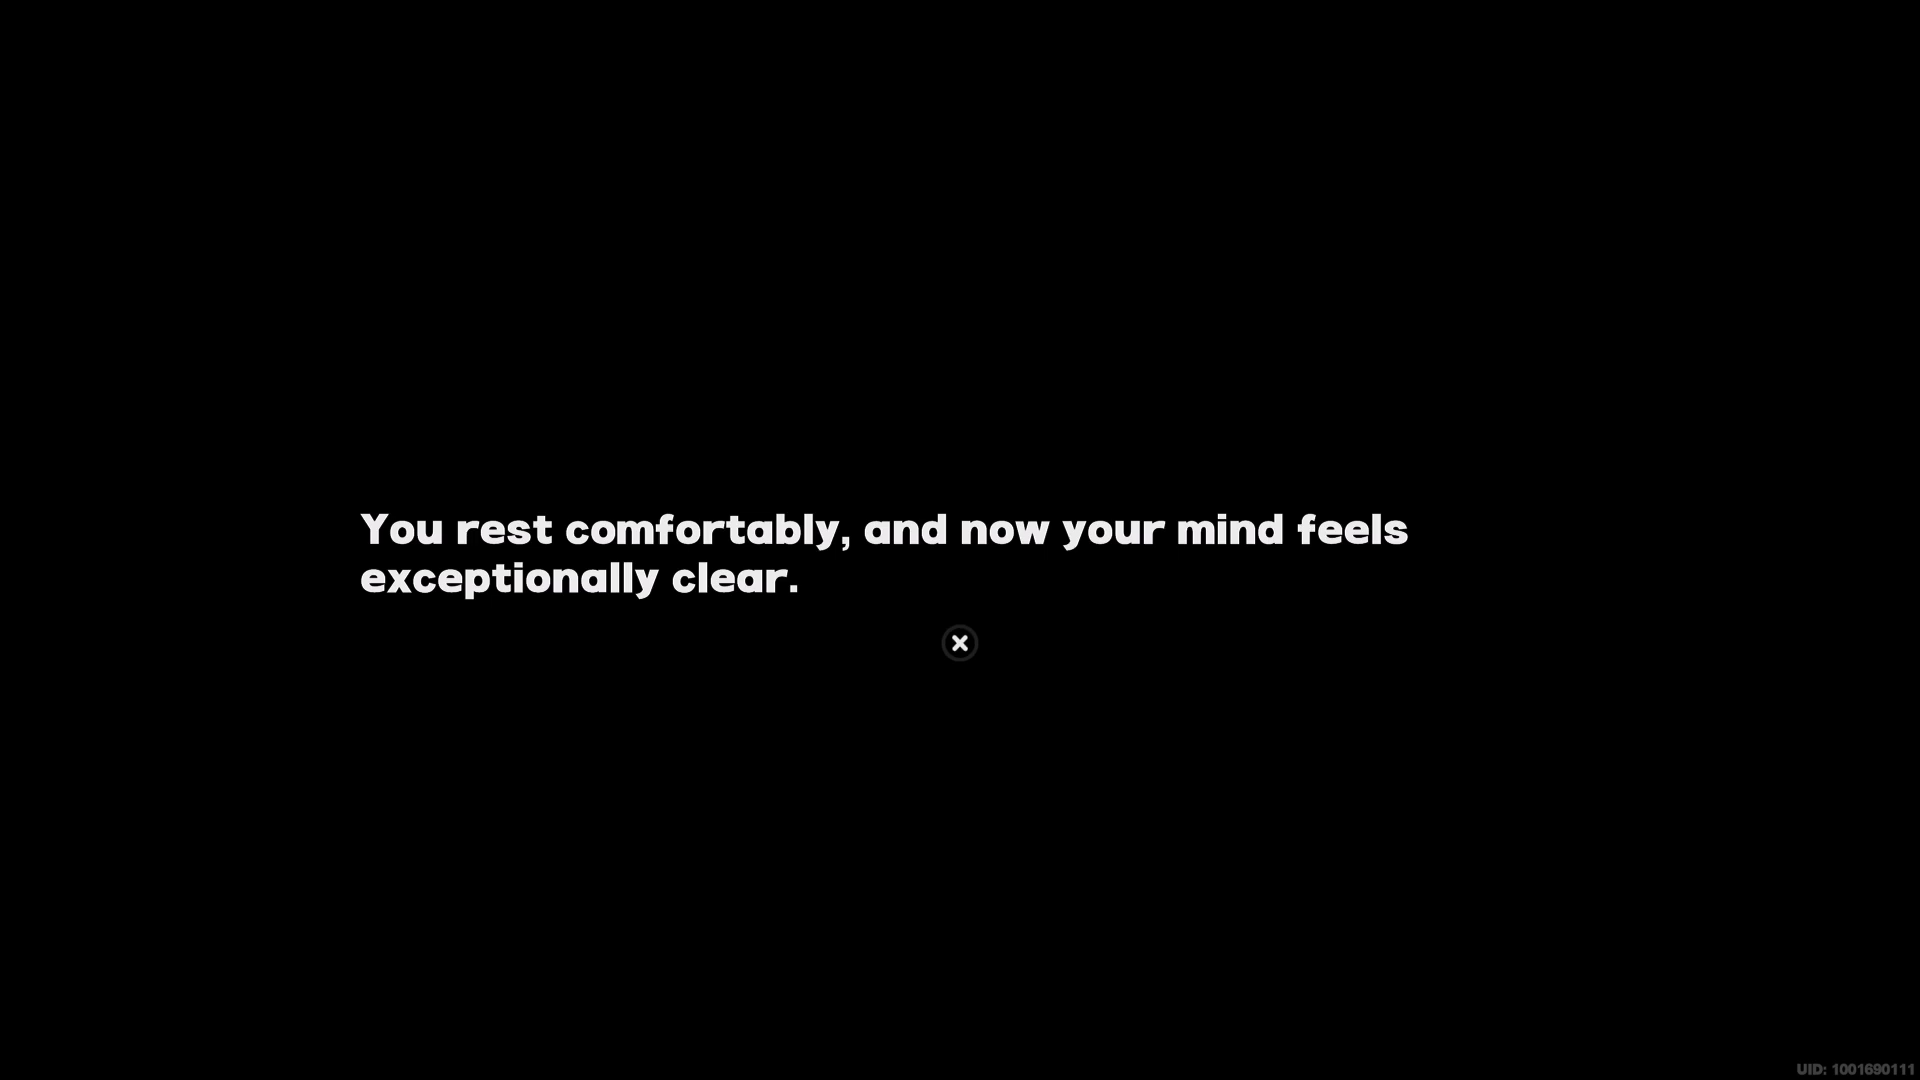 You rest comfortably, and now your mind feels
exceptionally clear.
UID: 1001690111